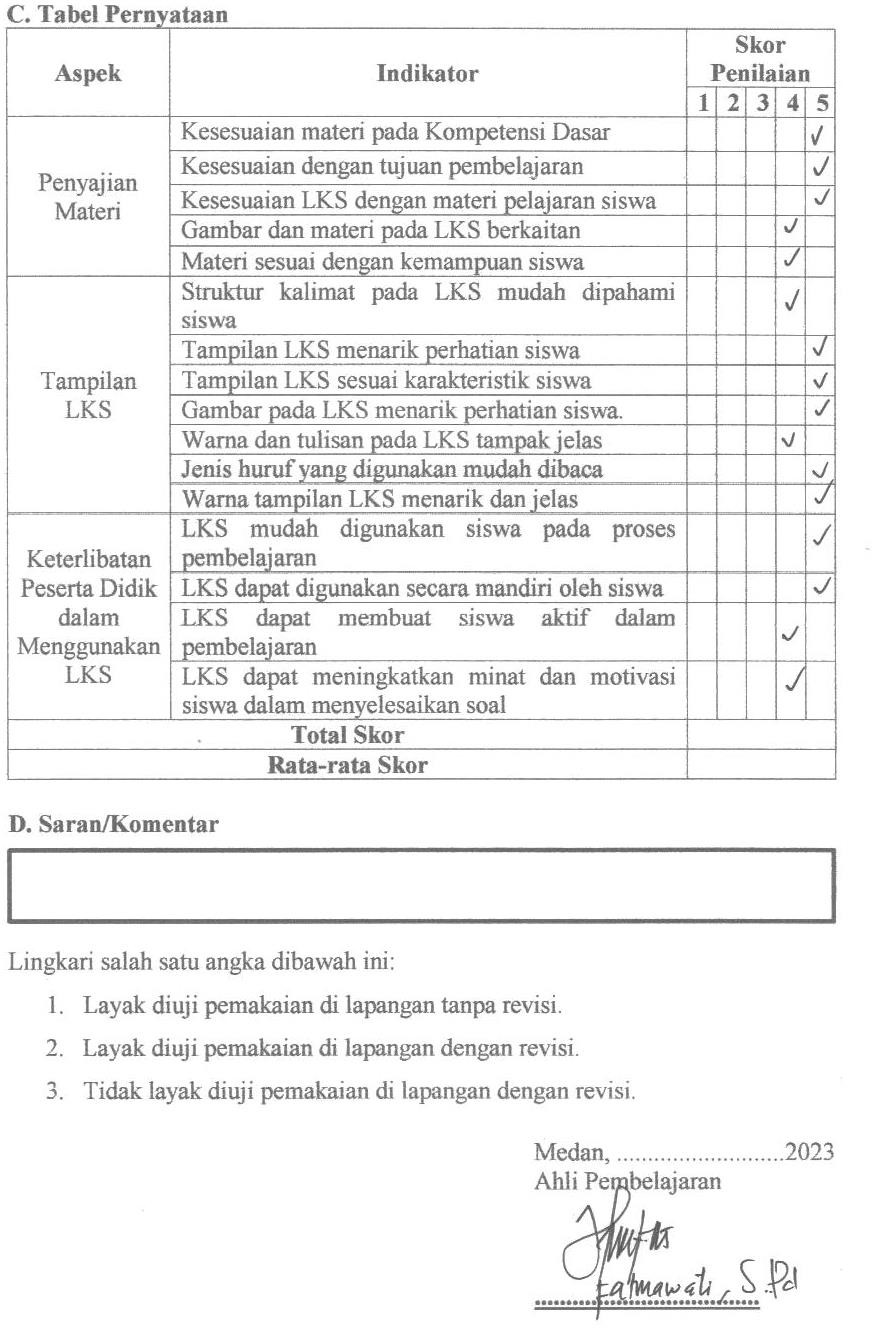 C. Tabel Pernyataan
Aspek Indikator Skor Penilaian
1 2 3 4 5
Penyajian Materi
Kesesuaian materi pada Kompetensi Dasar ✓
Kesesuaian dengan tujuan pembelajaran ✓
Kesesuaian LKS dengan materi pelajaran siswa ✓
Gambar dan materi pada LKS berkaitan ✓
Materi sesuai dengan kemampuan siswa ✓
Tampilan LKS
Struktur kalimat pada LKS mudah dipahami
siswa ✓
Tampilan LKS menarik perhatian siswa ✓
Tampilan LKS sesuai karakteristik siswa ✓
Gambar pada LKS menarik perhatian siswa. ✓
Warna dan tulisan pada LKS tampak jelas ✓
Jenis huruf yang digunakan mudah dibaca ✓
Warna tampilan LKS menarik dan jelas ✓
Keterlibatan
Peserta Didik
dalam
Menggunakan
LKS
LKS mudah digunakan siswa pada proses
pembelajaran ✓
LKS dapat digunakan secara mandiri oleh siswa ✓
LKS dapat membuat siswa aktif dalam
pembelajaran ✓
LKS dapat meningkatkan minat dan motivasi
siswa dalam menyelesaikan soal ✓
Total Skor
Rata-rata Skor
D. Saran/Komentar
Lingkari salah satu angka dibawah ini:
1. Layak diuji pemakaian di lapangan tanpa revisi.
2. Layak diuji pemakaian di lapangan dengan revisi.
3. Tidak layak diuji pemakaian di lapangan dengan revisi.
Medan, ..........................2023
Ahli Pembelajaran
Fatmawati, S.Pd